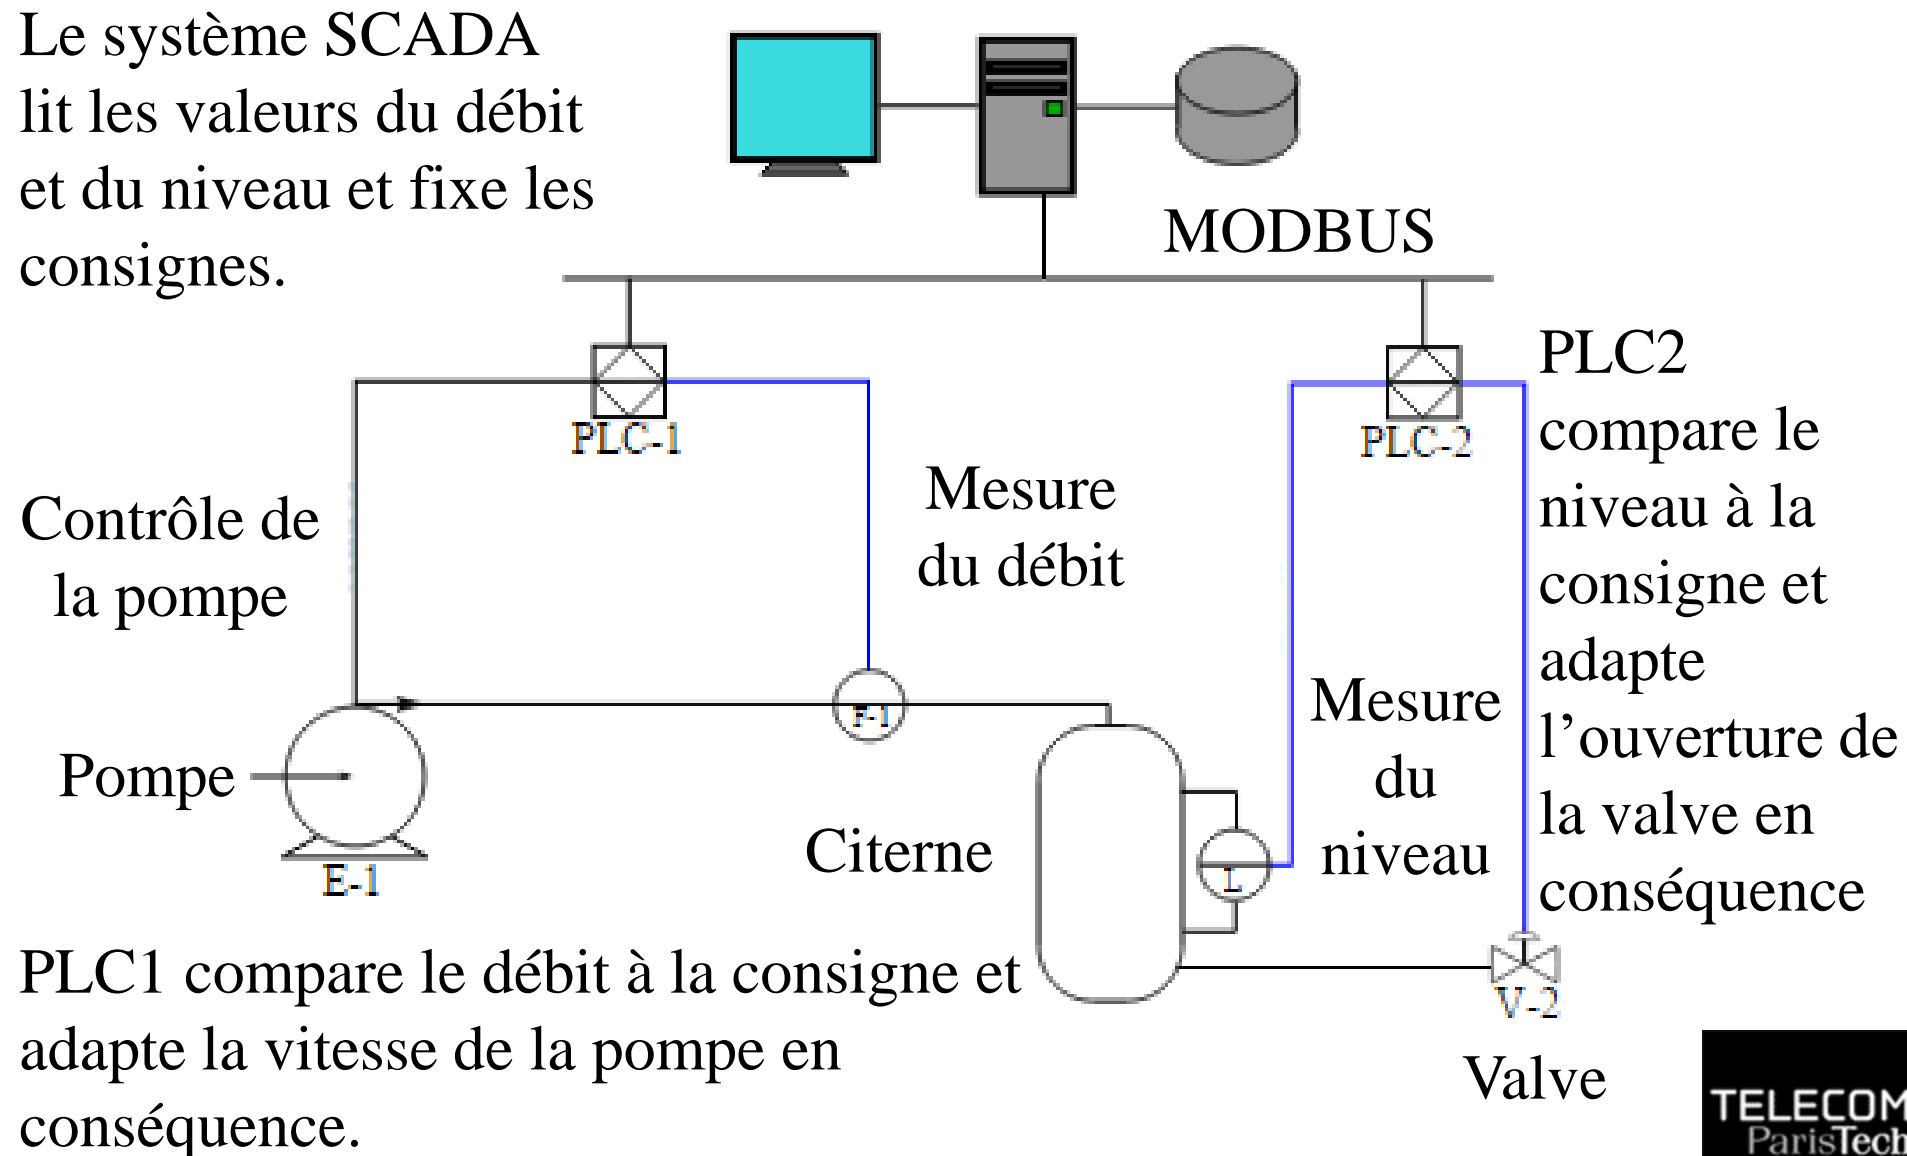 Le système SCADA
lit les valeurs du débit
et du niveau et fixe les
consignes.
MODBUS
PLC-1
PLC-2
PLC2
compare le
niveau à la
consigne et
adapte
l’ouverture de
la valve en
conséquence
Contrôle de
la pompe
Mesure
du débit
F-1
Pompe
E-1
Citerne
L
Mesure
du
niveau
V-2
Valve
PLC1 compare le débit à la consigne et
adapte la vitesse de la pompe en
conséquence.
TELECOM
ParisTech